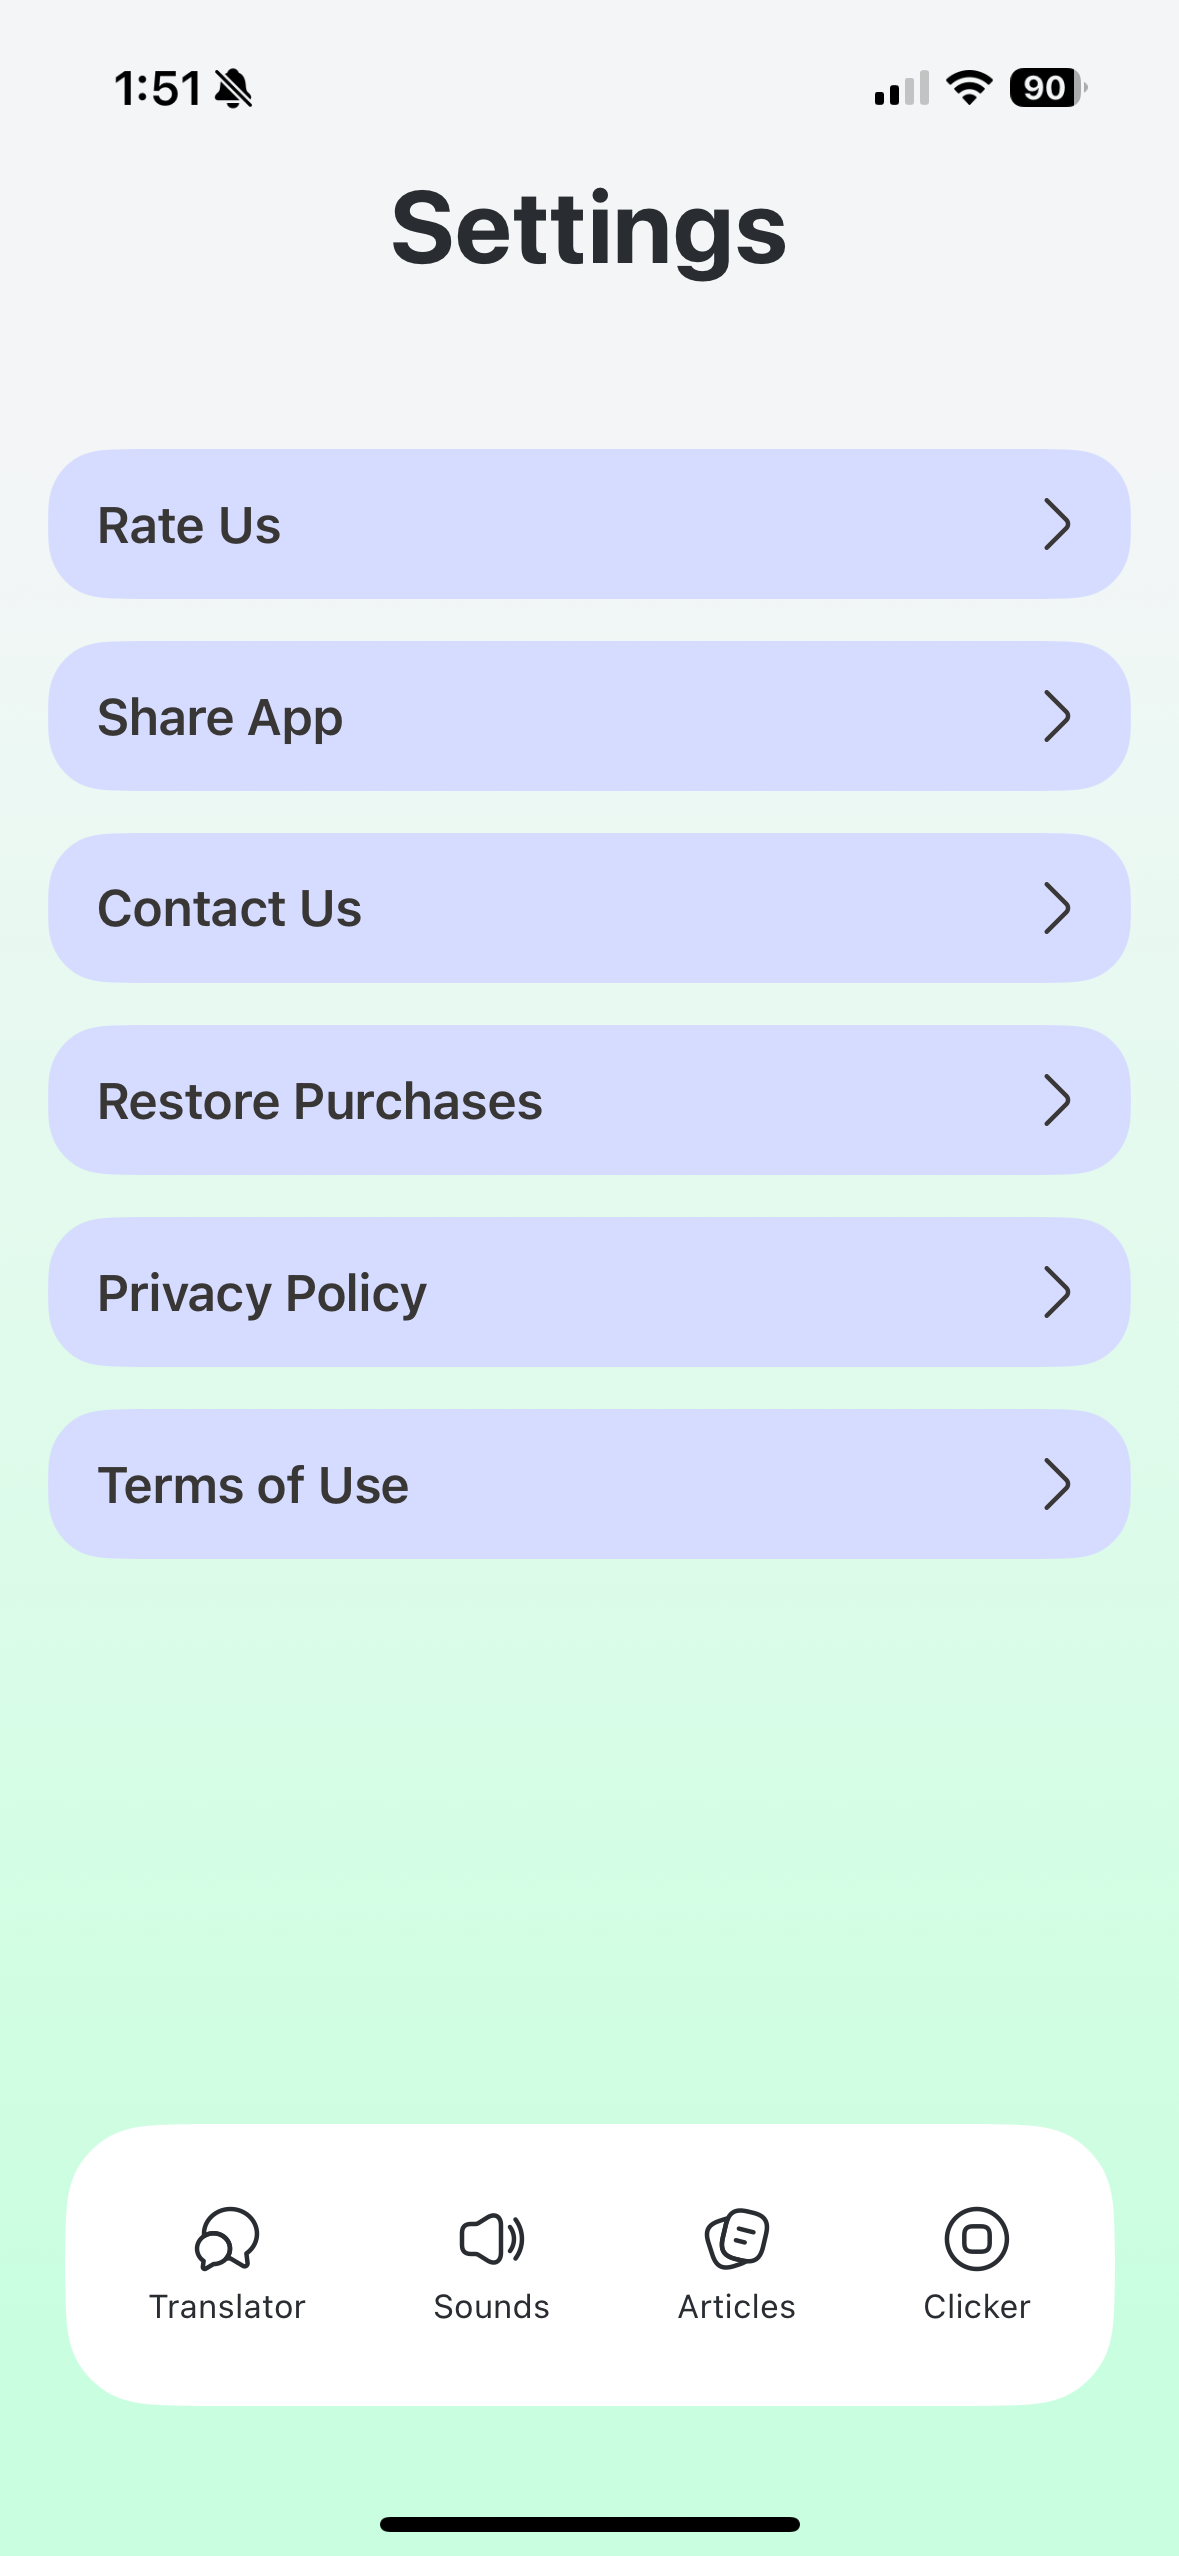 1:51
90
Settings
Rate Us
Share App
Contact Us
Restore Purchases
Privacy Policy
Terms of Use
Translator
Sounds
Articles
Clicker